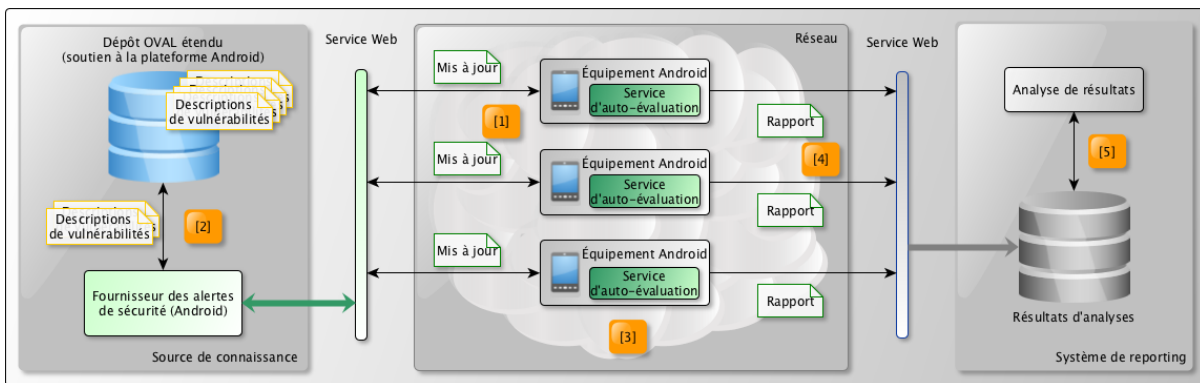 Dépôt OVAL étendu
(soutien à la plateforme Android)
Descriptions
de vulnérabilités
Descriptions
de vulnérabilités
[2]
Fournisseur des alertes
de sécurité (Android)
Source de connaissance
Service Web
Réseau
Mis à jour
[1]
Équipement Android
Service
d'auto-évaluation
Rapport
[4]
Mis à jour
Équipement Android
Service
d'auto-évaluation
Rapport
Mis à jour
Équipement Android
Service
d'auto-évaluation
Rapport
[3]
Service Web
Analyse de résultats
[5]
Résultats d'analyses
Système de reporting